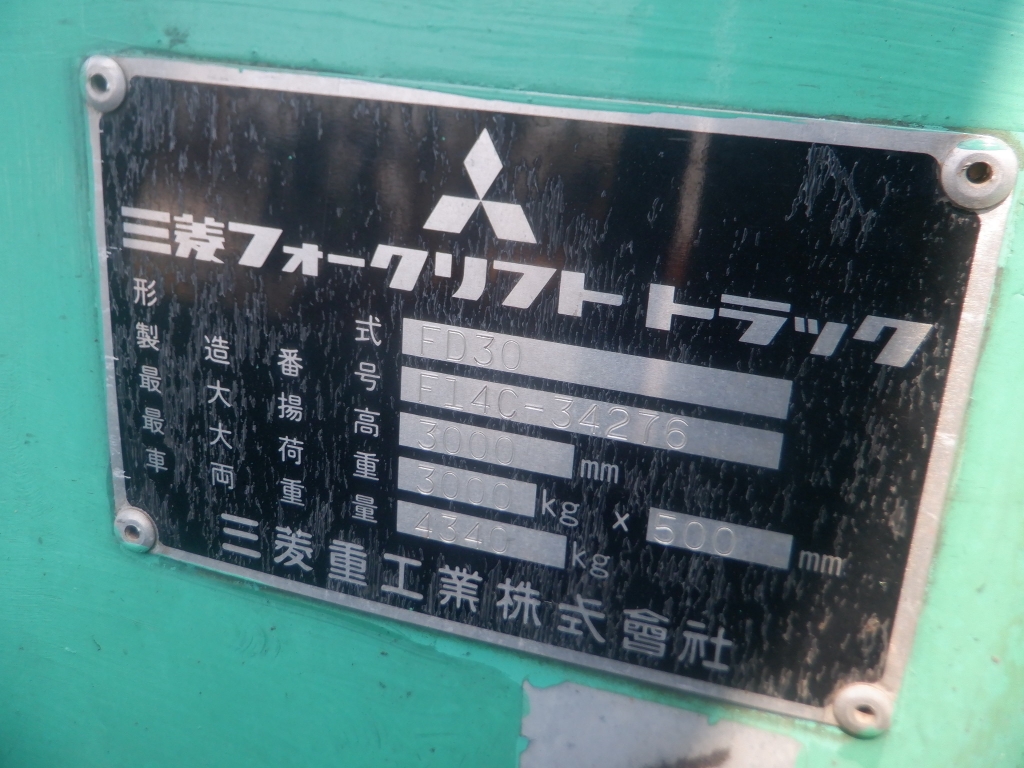 三菱フォークリフト トラック
形式 FD30
製造番号 F14C-34276
最大揚高 3000 mm
最大荷重 3000 kg x 500 mm
車両重量 4340 kg
三菱重工業株式會社